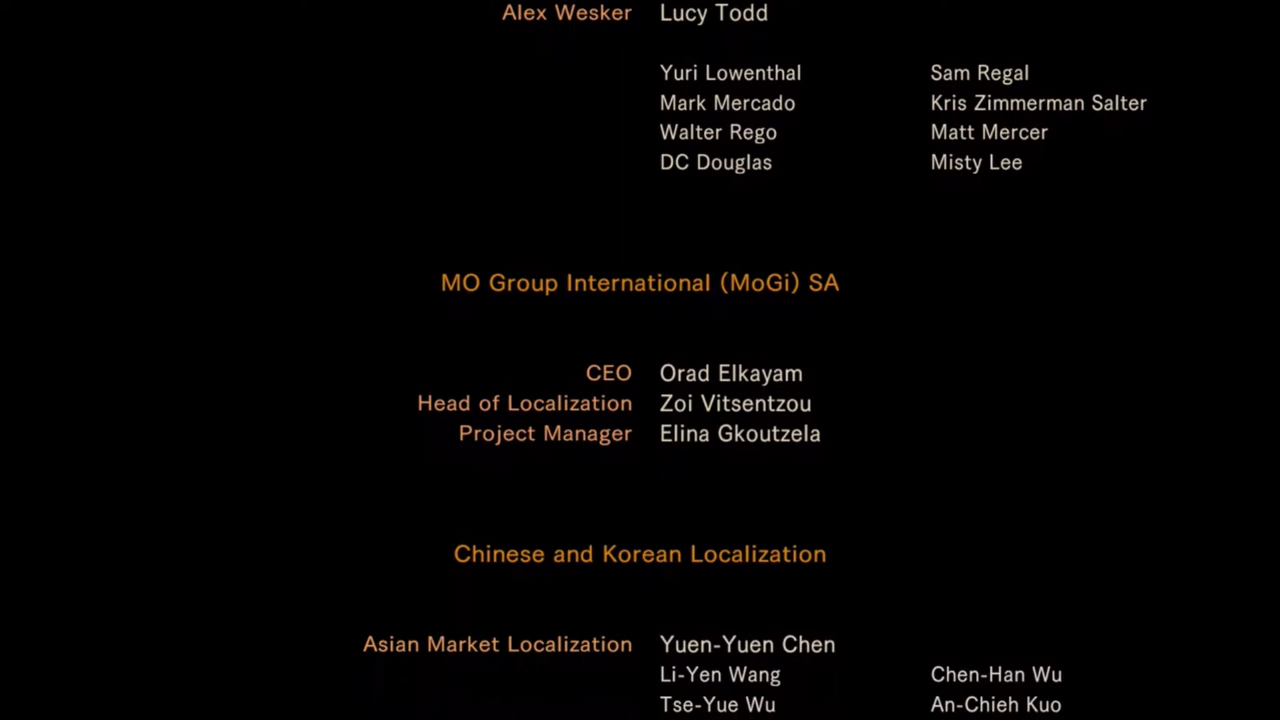 Alex Wesker Lucy Todd
Yuri Lowenthal Sam Regal
Mark Mercado Kris Zimmerman Salter
Walter Rego Matt Mercer
DC Douglas Misty Lee
MO Group International (MoGi) SA
CEO Orad Elkayam
Head of Localization Zoi Vitsentzou
Project Manager Elina Gkoutzela
Chinese and Korean Localization
Asian Market Localization Yuen-Yuen Chen
Li-Yen Wang Chen-Han Wu
Tse-Yue Wu An-Chieh Kuo